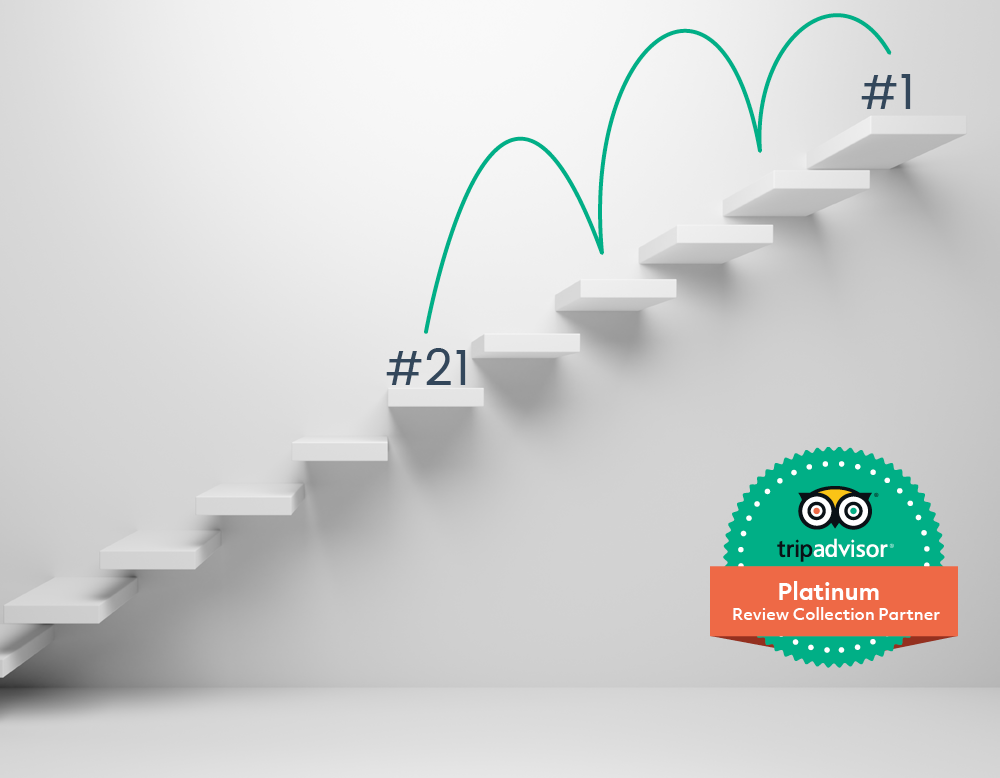 #1
#21
tripadvisor®
Platinum
Review Collection Partner